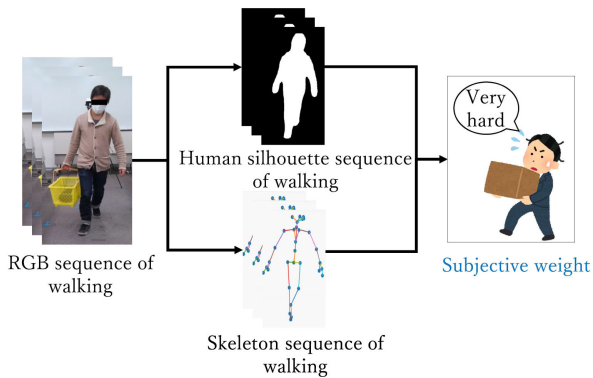 RGB sequence of
walking
Human silhouette sequence
of walking
Skeleton sequence of
walking
Very
hard
Subjective weight